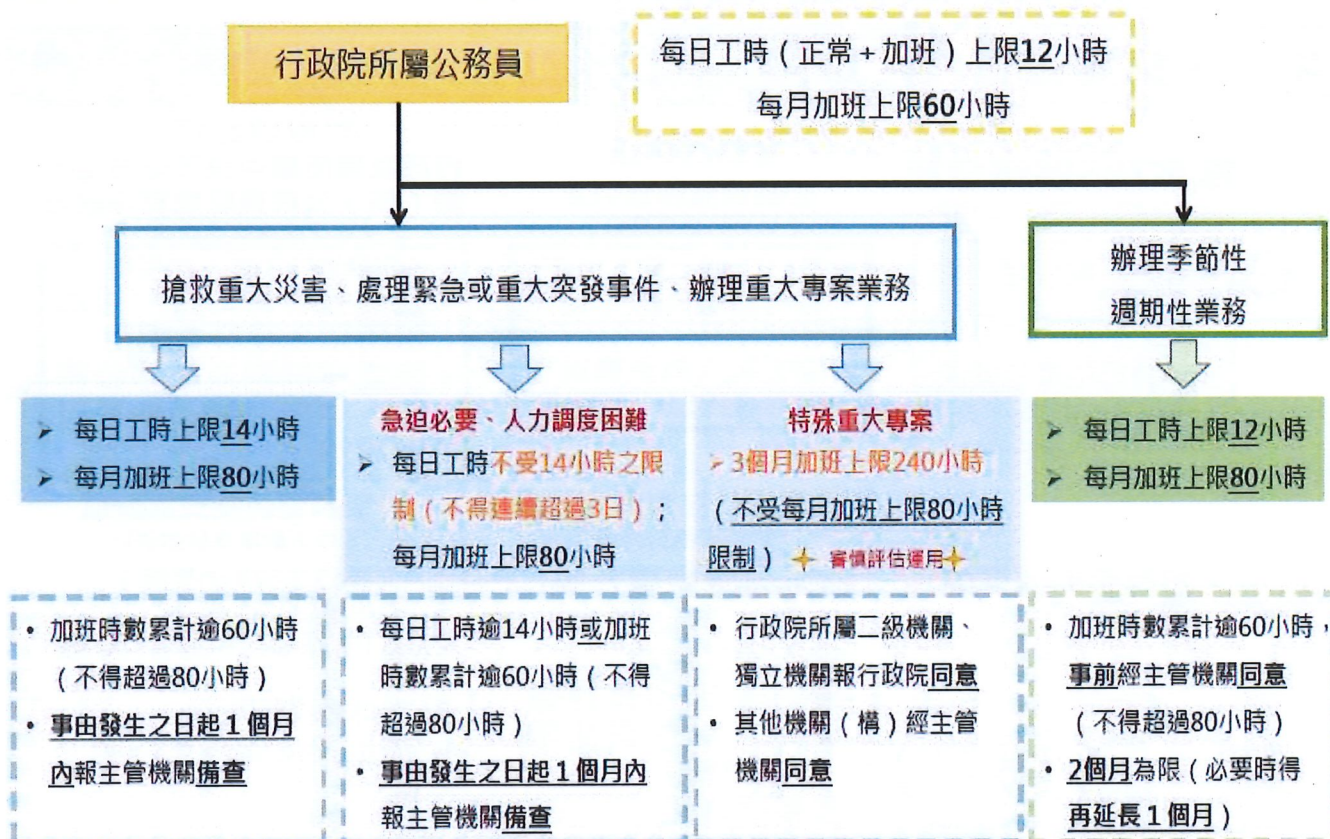 行政院所屬公務員
每日工時（正常+加班）上限12小時
每月加班上限60小時
搶救重大災害、處理緊急或重大突發事件、辦理重大專案業務
辦理季節性
週期性業務
➢ 每日工時上限14小時
➢ 每月加班上限80小時
急迫必要、人力調度困難
➢ 每日工時不受14小時之限
制（不得連續超過3日）；
每月加班上限80小時
特殊重大專案
➢ 3個月加班上限240小時
（不受每月加班上限80小時
限制） 審慎評估運用
➢ 每日工時上限12小時
➢ 每月加班上限80小時
• 加班時數累計逾60小時
（不得超過80小時）
• 事由發生之日起1個月
內報主管機關備查
• 每日工時逾14小時或加班
時數累計逾60小時（不得
超過80小時）
• 事由發生之日起1個月內
報主管機關備查
• 行政院所屬二級機關、
獨立機關報行政院同意
• 其他機關（構）經主管
機關同意
• 加班時數累計逾60小時，
事前經主管機關同意
（不得超過80小時）
• 2個月為限（必要時得
再延長1個月）